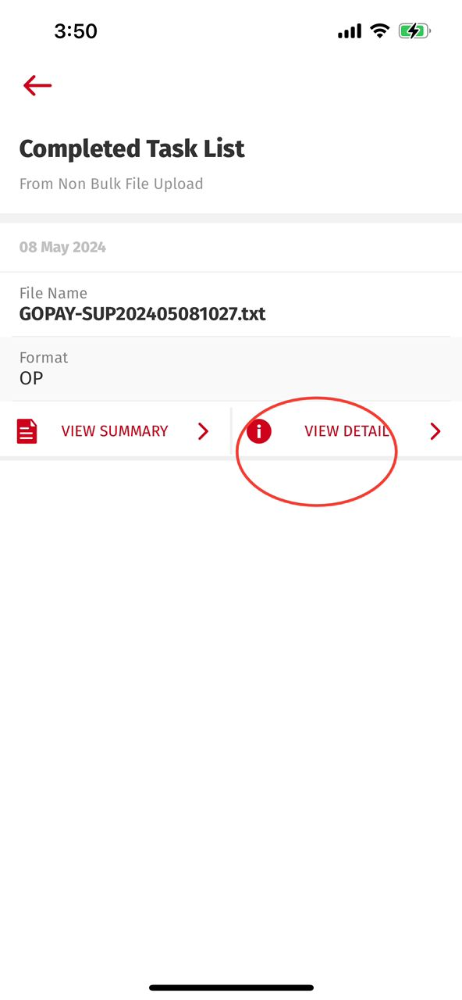 3:50
Completed Task List
From Non Bulk File Upload
08 May 2024
File Name
GOPAY-SUP202405081027.txt
Format
OP
VIEW SUMMARY
VIEW DETAIL